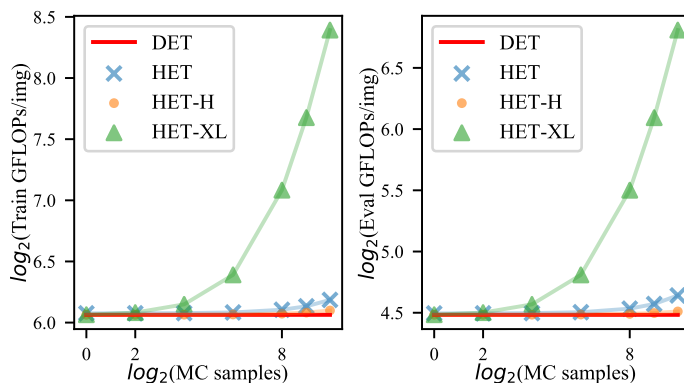 8.5
8.0
7.5
7.0
6.5
6.0
log2(Train GFLOPs/img)
DET
HET
HET-H
HET-XL
0
2
8
log2(MC samples)
6.5
6.0
5.5
5.0
4.5
log2(Eval GFLOPs/img)
DET
HET
HET-H
HET-XL
0
2
8
log2(MC samples)